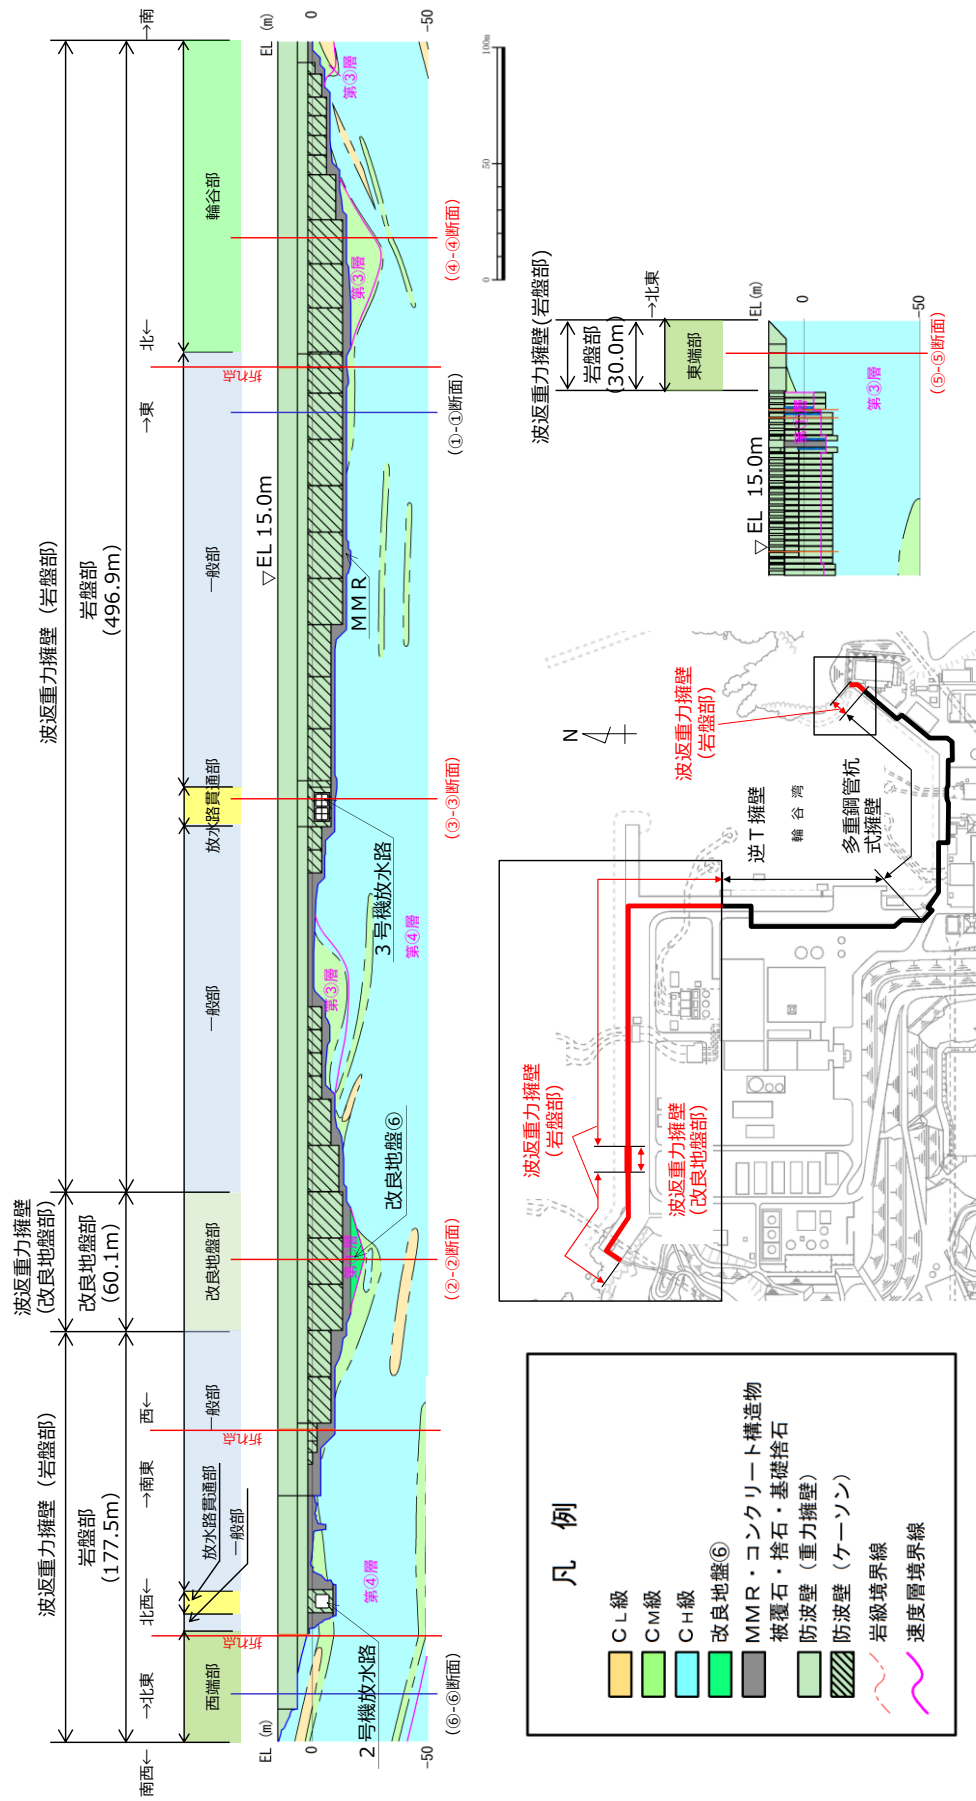 波返重力擁壁（岩盤部）
波返重力擁壁
(改良地盤部)
波返重力擁壁（岩盤部）
岩盤部
(177.5m)
改良地盤部
(60.1m)
岩盤部
(496.9m)
南西←
→北東
北西←
→南東
西←
→東
北←
→南
西端部
放水路貫通部
一般部
一般部
改良地盤部
一般部
放水路貫通部
一般部
輪谷部
折れ点
折れ点
折れ点
EL (m)
0
-50
▽EL 15.0m
EL (m)
0
-50
第④層
第③層
第④層
第③層
第③層
MMR
2号機放水路
改良地盤⑥
3号機放水路
(⑥-⑥断面)
(②-②断面)
(③-③断面)
(①-①断面)
(④-④断面)
0
50
100m
凡 例
CL級
CM級
CH級
改良地盤⑥
MMR・コンクリート構造物
被覆石・捨石・基礎捨石
防波壁（重力擁壁）
防波壁（ケーソン）
岩級境界線
速度層境界線
波返重力擁壁
(岩盤部)
波返重力擁壁
(改良地盤部)
N
波返重力擁壁
(岩盤部)
逆T擁壁
輪谷湾
多重鋼管杭
式擁壁
波返重力擁壁(岩盤部)
岩盤部
(30.0m)
→北東
東端部
▽EL 15.0m
EL (m)
0
-50
第③層
(⑤-⑤断面)